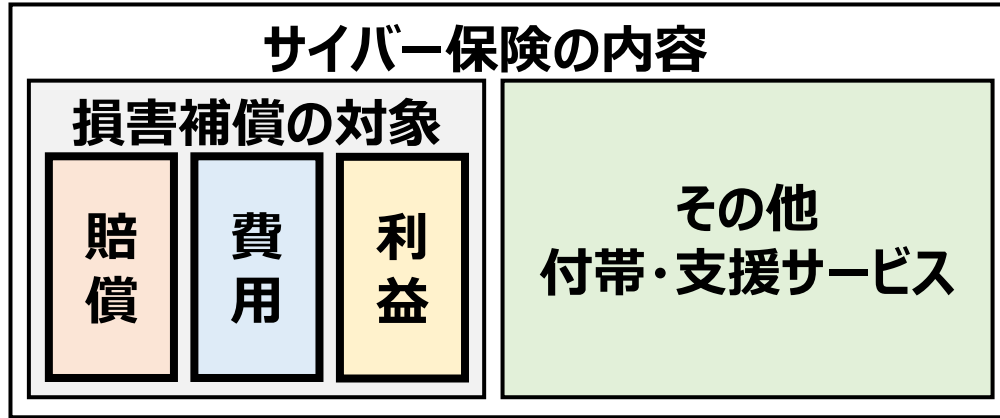 サイバー保険の内容
損害補償の対象
賠償
費用
利益
その他
付帯・支援サービス